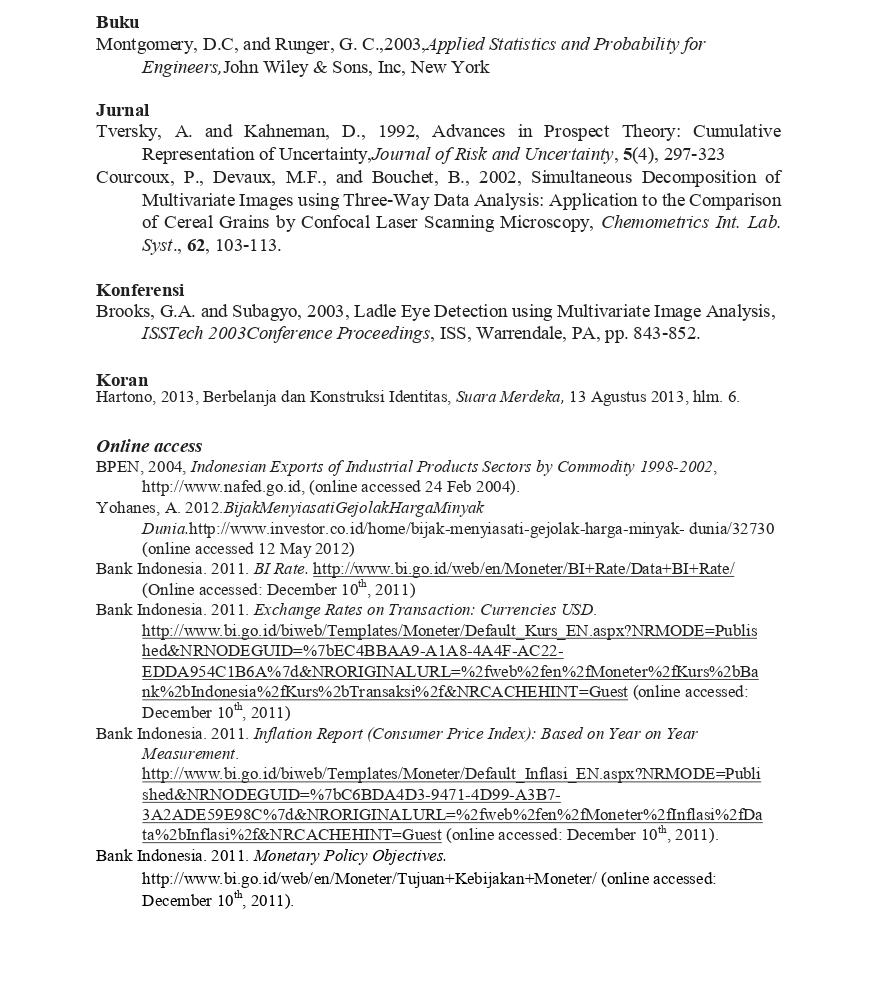 Buku
Montgomery, D.C, and Runger, G. C.,2003,Applied Statistics and Probability for
Engineers,John Wiley & Sons, Inc, New York
Jurnal
Tversky, A. and Kahneman, D., 1992, Advances in Prospect Theory: Cumulative
Representation of Uncertainty,Journal of Risk and Uncertainty, 5(4), 297-323
Courcoux, P., Devaux, M.F., and Bouchet, B., 2002, Simultaneous Decomposition of
Multivariate Images using Three-Way Data Analysis: Application to the Comparison
of Cereal Grains by Confocal Laser Scanning Microscopy, Chemometrics Int. Lab.
Syst., 62, 103-113.
Konferensi
Brooks, G.A. and Subagyo, 2003, Ladle Eye Detection using Multivariate Image Analysis,
ISSTech 2003Conference Proceedings, ISS, Warrendale, PA, pp. 843-852.
Koran
Hartono, 2013, Berbelanja dan Konstruksi Identitas, Suara Merdeka, 13 Agustus 2013, hlm. 6.
Online access
BPEN, 2004, Indonesian Exports of Industrial Products Sectors by Commodity 1998-2002,
http://www.nafed.go.id, (online accessed 24 Feb 2004).
Yohanes, A. 2012.BijakMenyiasatiGejolakHargaMinyak
Dunia.http://www.investor.co.id/home/bijak-menyiasati-gejolak-harga-minyak- dunia/32730
(online accessed 12 May 2012)
Bank Indonesia. 2011. BI Rate. http://www.bi.go.id/web/en/Moneter/BI+Rate/Data+BI+Rate/
(Online accessed: December 10th, 2011)
Bank Indonesia. 2011. Exchange Rates on Transaction: Currencies USD.
http://www.bi.go.id/biweb/Templates/Moneter/Default_Kurs_EN.aspx?NRMODE=Publis
hed&NRNODEGUID=%7bEC4BBAA9-A1A8-4A4F-AC22-
EDDA954C1B6A%7d&NRORIGINALURL=%2fweb%2fen%2fMoneter%2fKurs%2bBa
nk%2bIndonesia%2fKurs%2bTransaksi%2f&NRCACHEHINT=Guest (online accessed:
December 10th, 2011)
Bank Indonesia. 2011. Inflation Report (Consumer Price Index): Based on Year on Year
Measurement.
http://www.bi.go.id/biweb/Templates/Moneter/Default_Inflasi_EN.aspx?NRMODE=Publi
shed&NRNODEGUID=%7bC6BDA4D3-9471-4D99-A3B7-
3A2ADE59E98C%7d&NRORIGINALURL=%2fweb%2fen%2fMoneter%2fInflasi%2fDa
ta%2bInflasi%2f&NRCACHEHINT=Guest (online accessed: December 10th, 2011).
Bank Indonesia. 2011. Monetary Policy Objectives.
http://www.bi.go.id/web/en/Moneter/Tujuan+Kebijakan+Moneter/ (online accessed:
December 10th, 2011).